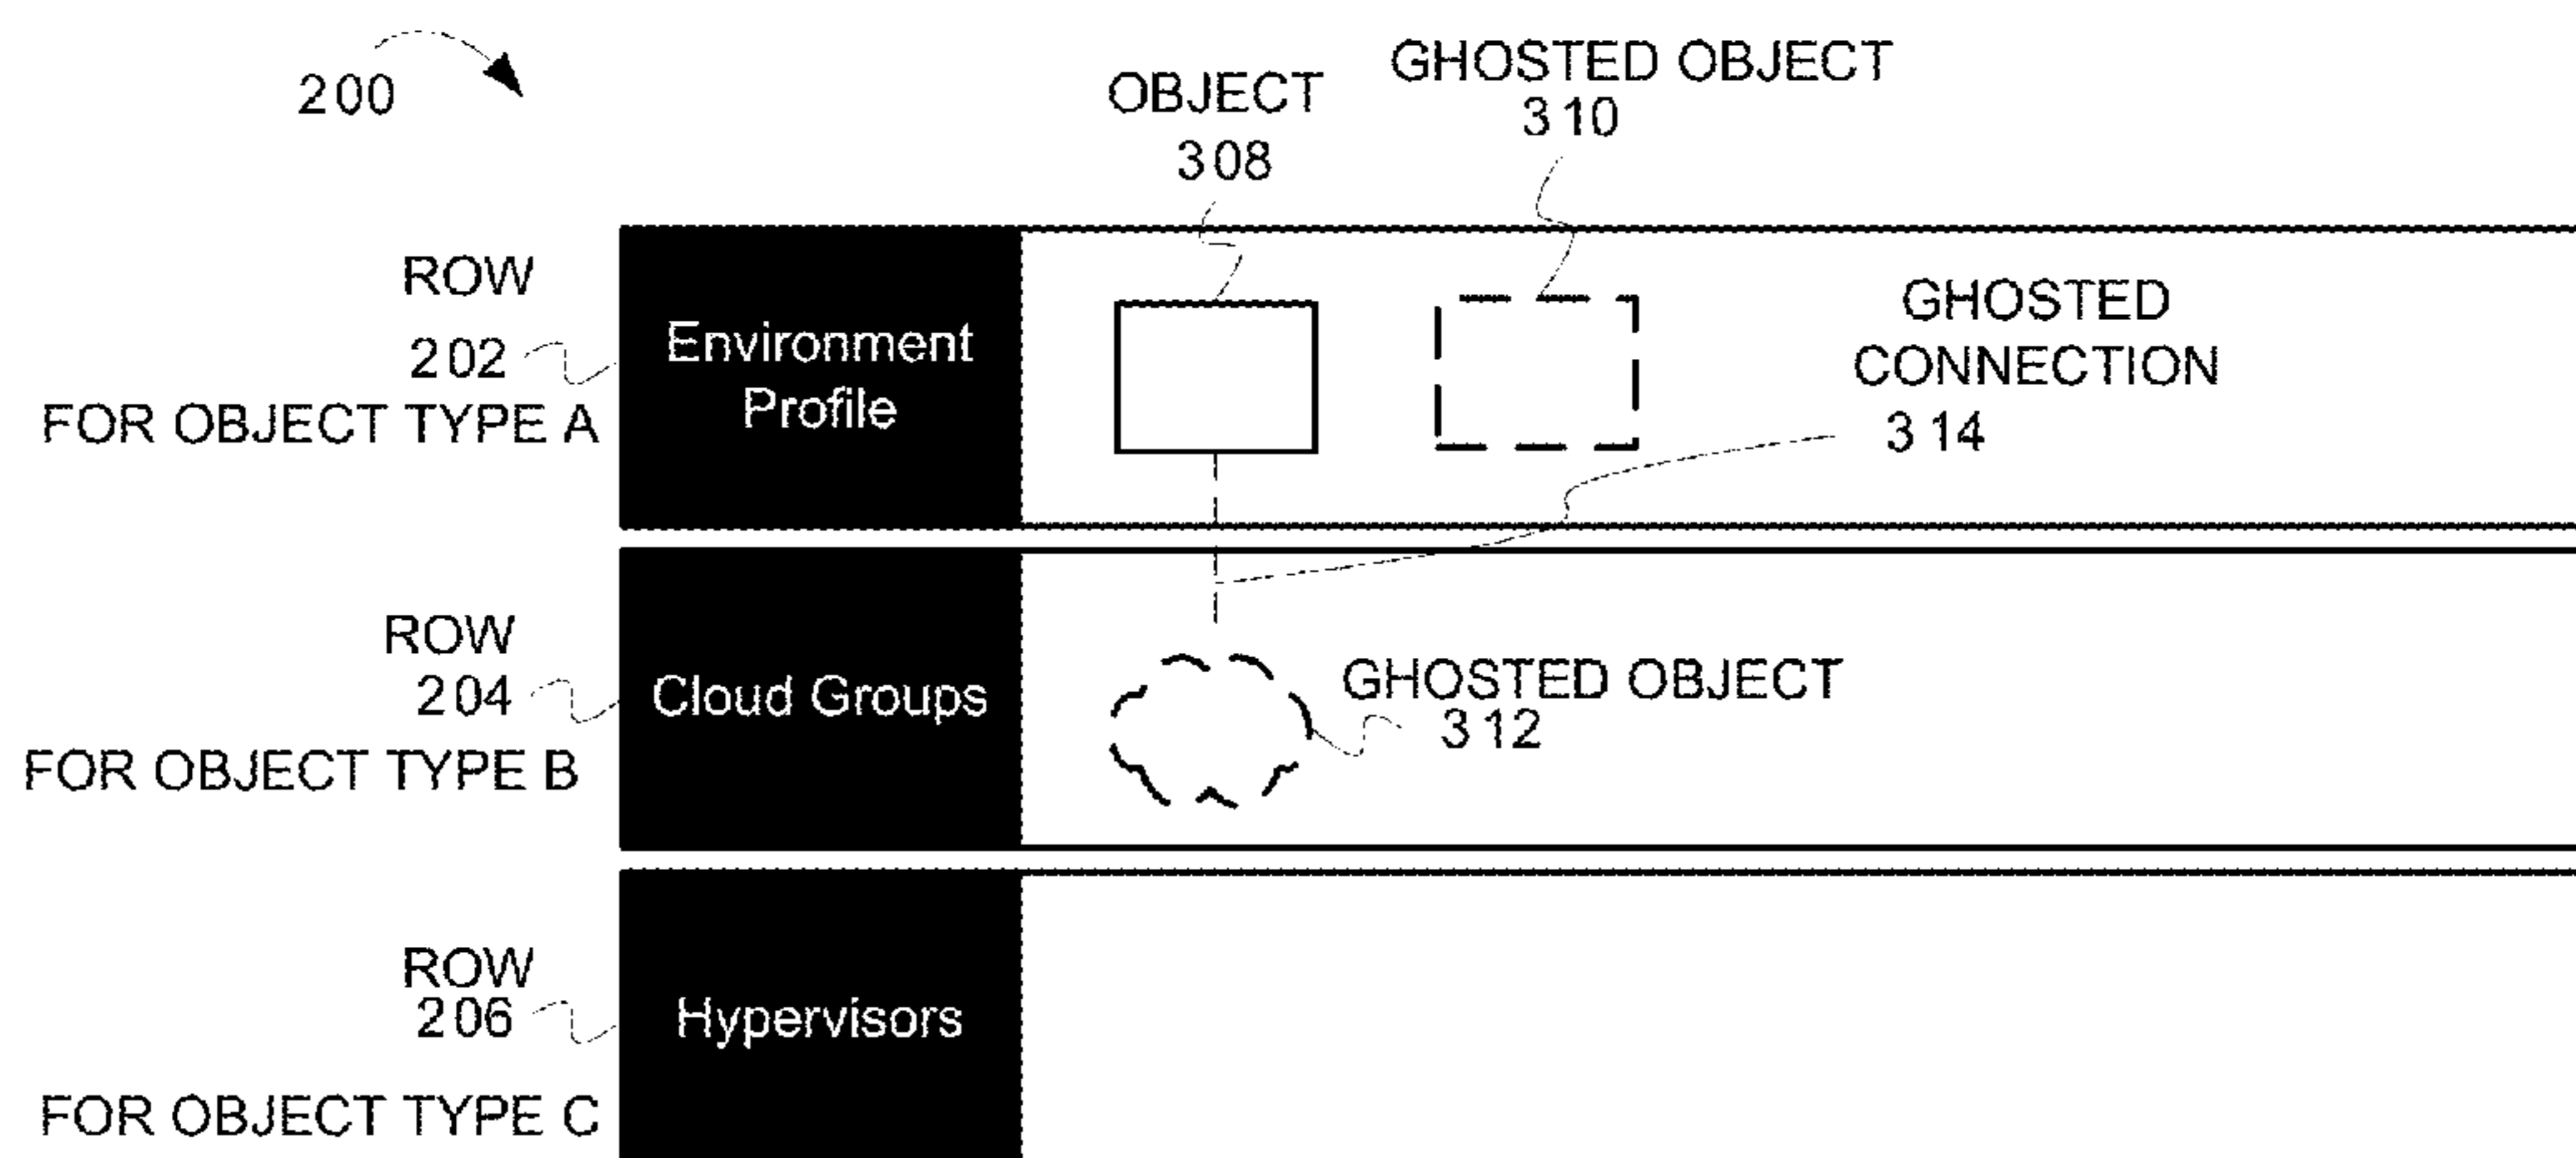 200
OBJECT
308
GHOSTED OBJECT
310
ROW
202
FOR OBJECT TYPE A
Environment
Profile
GHOSTED
CONNECTION
314
ROW
204
FOR OBJECT TYPE B
Cloud Groups
GHOSTED OBJECT
312
ROW
206
FOR OBJECT TYPE C
Hypervisors